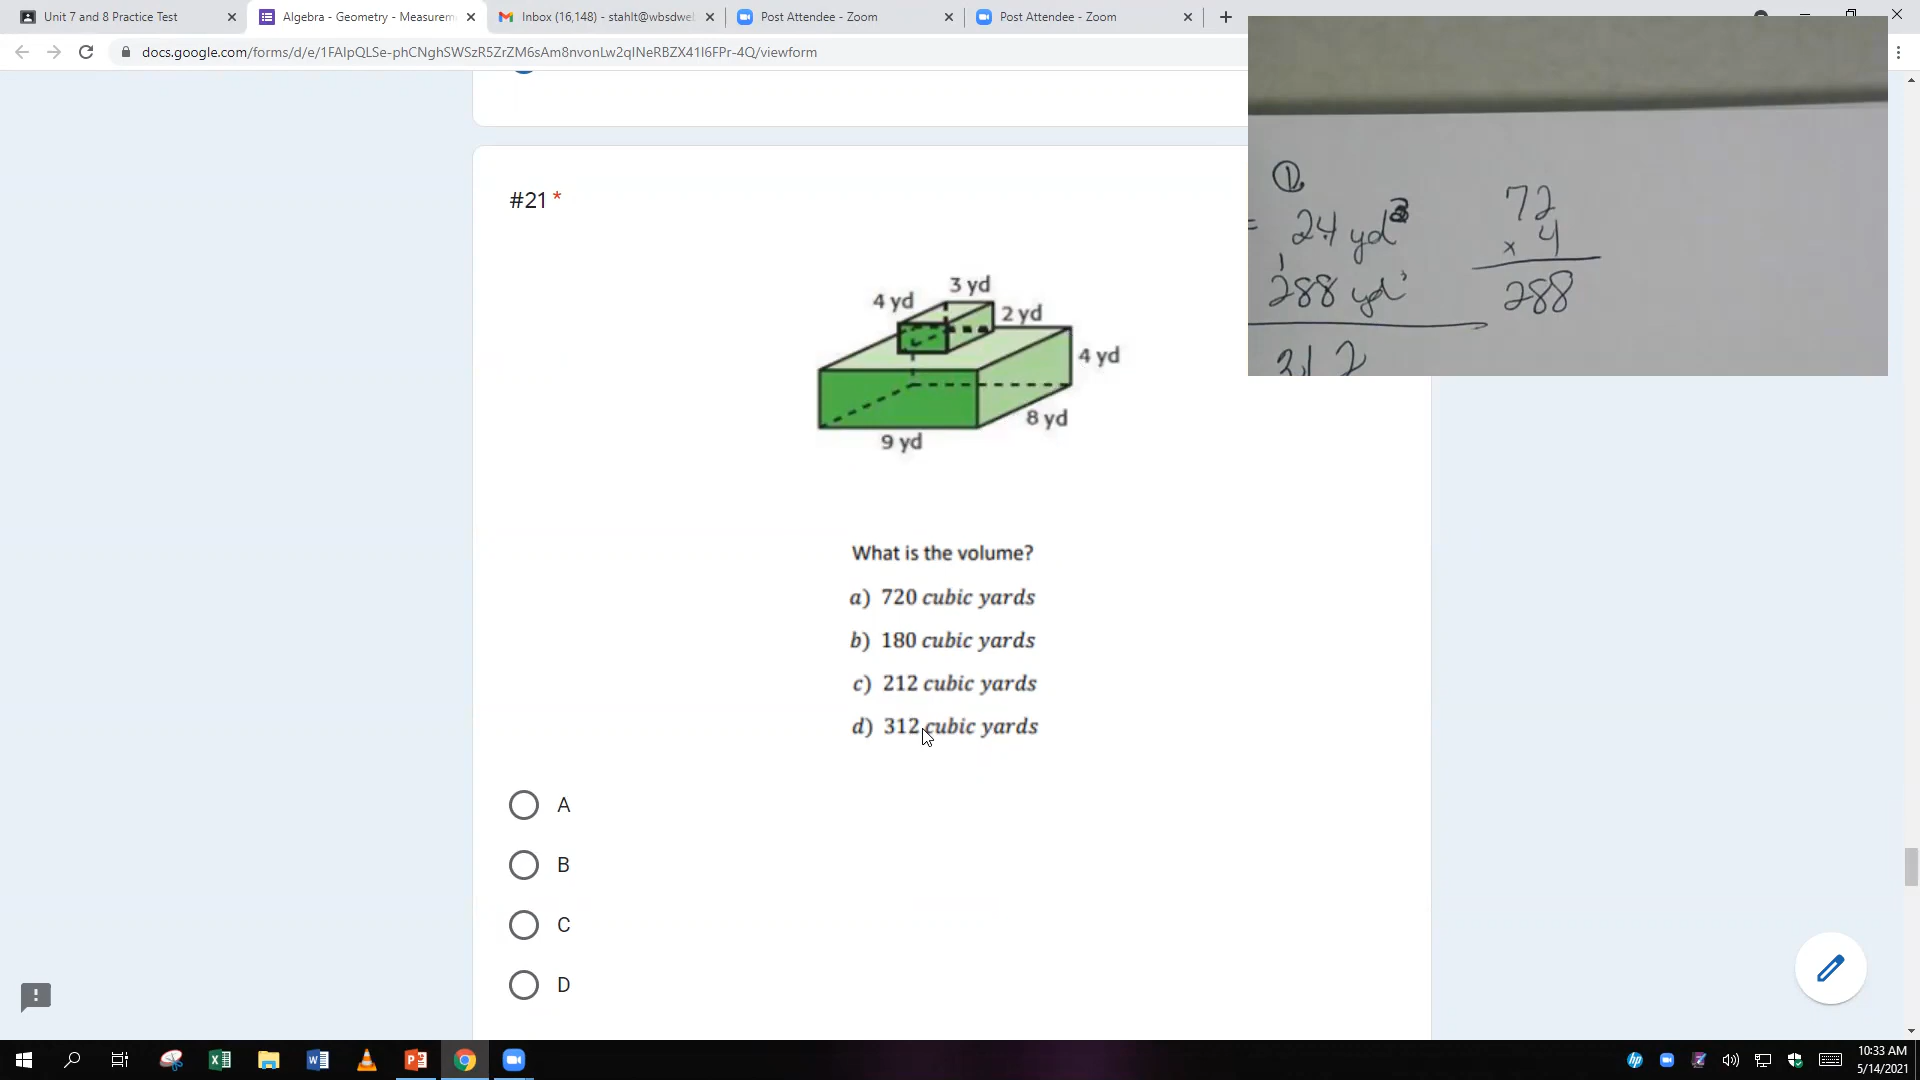 Unit 7 and 8 Practice Test
Algebra - Geometry - Measurem
Inbox (16,148) - stahlt@wbsdwe
Post Attendee - Zoom
Post Attendee - Zoom
docs.google.com/forms/d/e/1FAIpQLSe-phCNghSWSzR5ZrZM6sAm8nvonLw2qINeRBZX41I6FPr-4Q/viewform
#21 *
3 yd
4 yd
2 yd
4 yd
8 yd
9 yd
What is the volume?
a) 720 cubic yards
b) 180 cubic yards
c) 212 cubic yards
d) 312 cubic yards
A
B
C
D
①
= 24 yd³
1
288 yd³
312
72
x 4
288
10:33 AM
5/14/2021